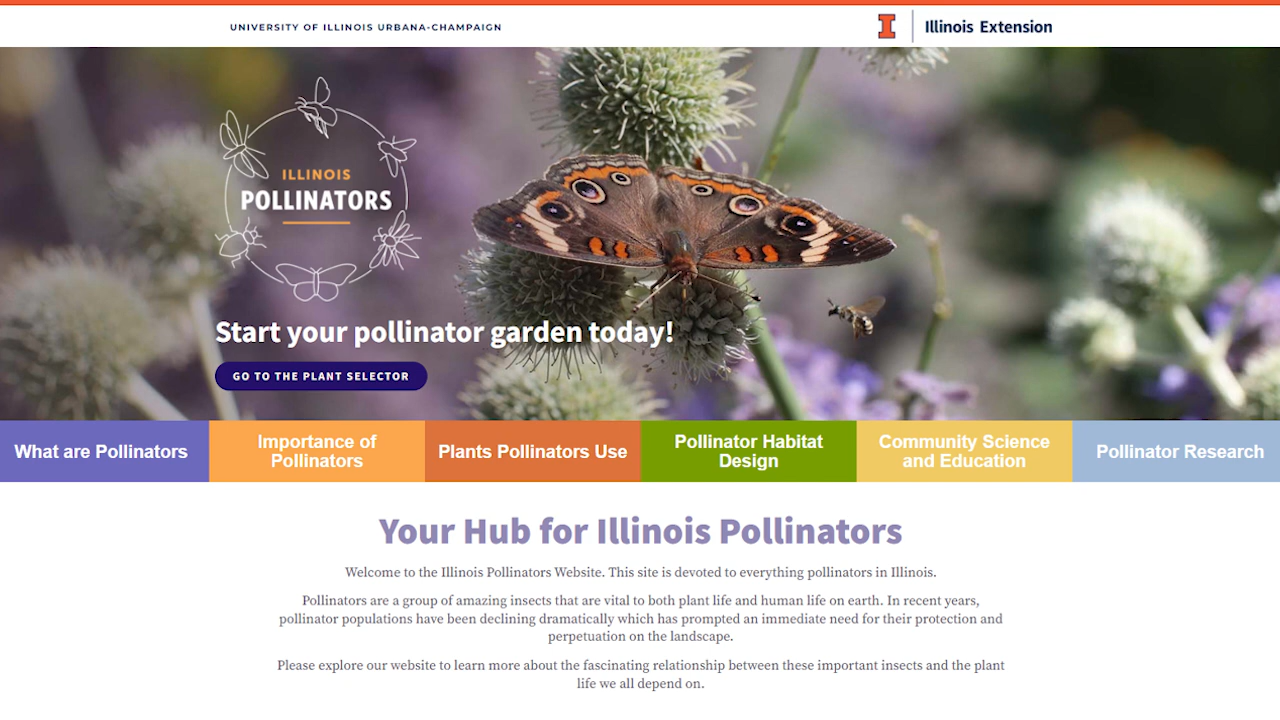 UNIVERSITY OF ILLINOIS URBANA-CHAMPAIGN
I
Illinois Extension
ILLINOIS
POLLINATORS
Start your pollinator garden today!
GO TO THE PLANT SELECTOR
What are Pollinators
Importance of
Pollinators
Plants Pollinators Use
Pollinator Habitat
Design
Community Science
and Education
Pollinator Research
Your Hub for Illinois Pollinators
Welcome to the Illinois Pollinators Website. This site is devoted to everything pollinators in Illinois.
Pollinators are a group of amazing insects that are vital to both plant life and human life on earth. In recent years,
pollinator populations have been declining dramatically which has prompted an immediate need for their protection and
perpetuation on the landscape.
Please explore our website to learn more about the fascinating relationship between these important insects and the plant
life we all depend on.